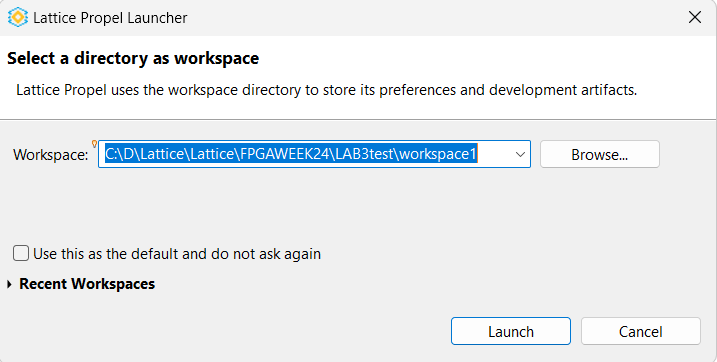 Lattice Propel Launcher
Select a directory as workspace
Lattice Propel uses the workspace directory to store its preferences and development artifacts.
Workspace: C:\D\Lattice\Lattice\FPGAWEEK24\LAB3test\workspace1 Browse...
Use this as the default and do not ask again
Recent Workspaces
Launch Cancel